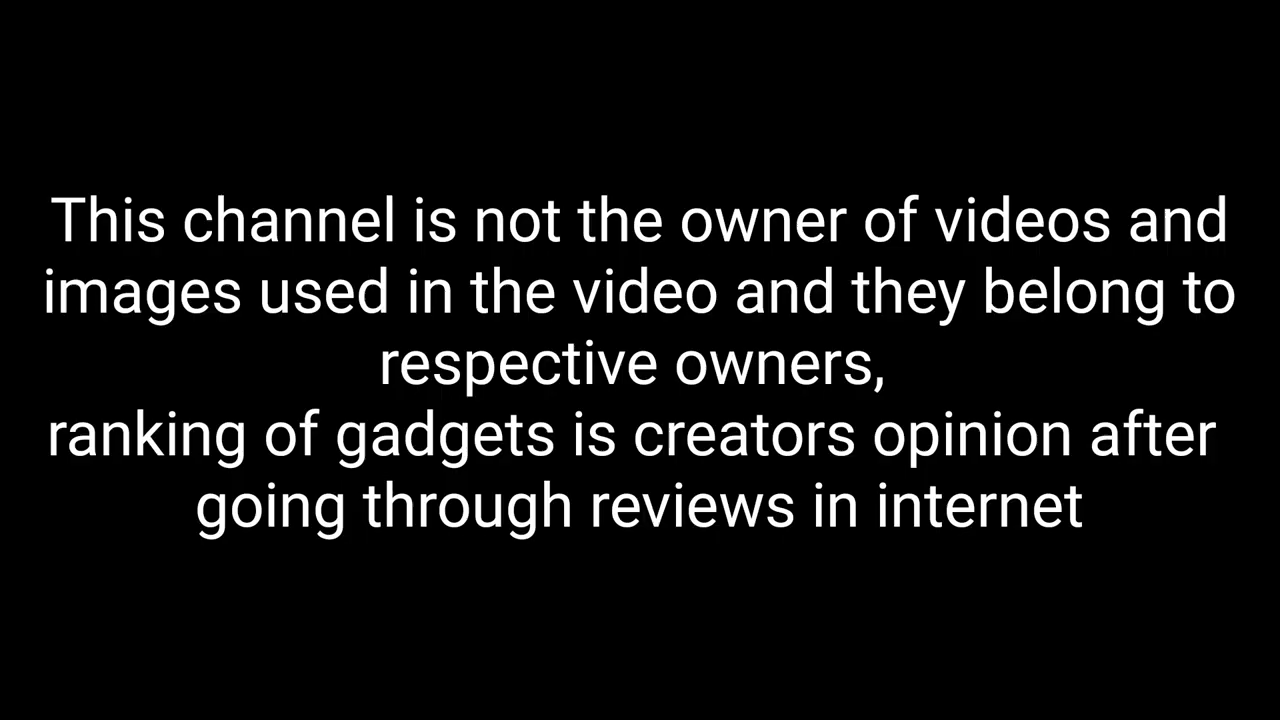 This channel is not the owner of videos and
images used in the video and they belong to
respective owners,
ranking of gadgets is creators opinion after
going through reviews in internet